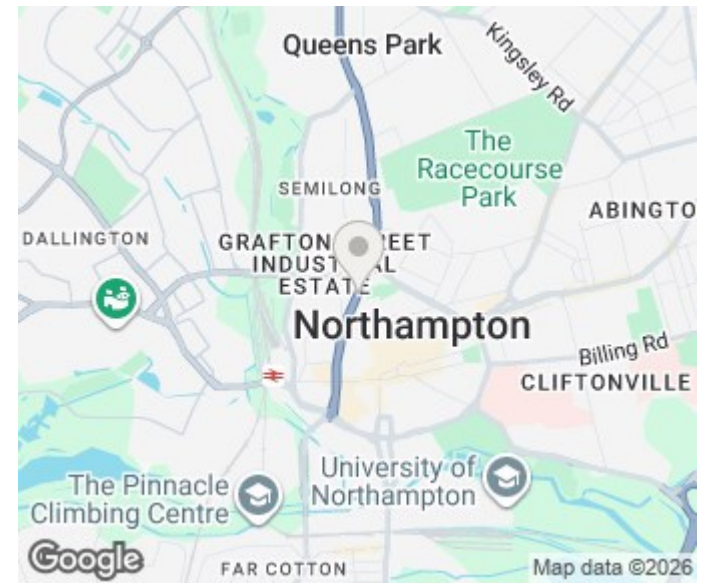 Queens Park
Kingsley Rd
The
Racecourse
Park
SEMILONG
ABINGTO
DALLINGTON
GRAFTON STREET
INDUSTRIAL
ESTATE
Northampton
Billing Rd
CLIFTONVILLE
University of
Northampton
The Pinnacle
Climbing Centre
FAR COTTON
Google
Map data ©2026